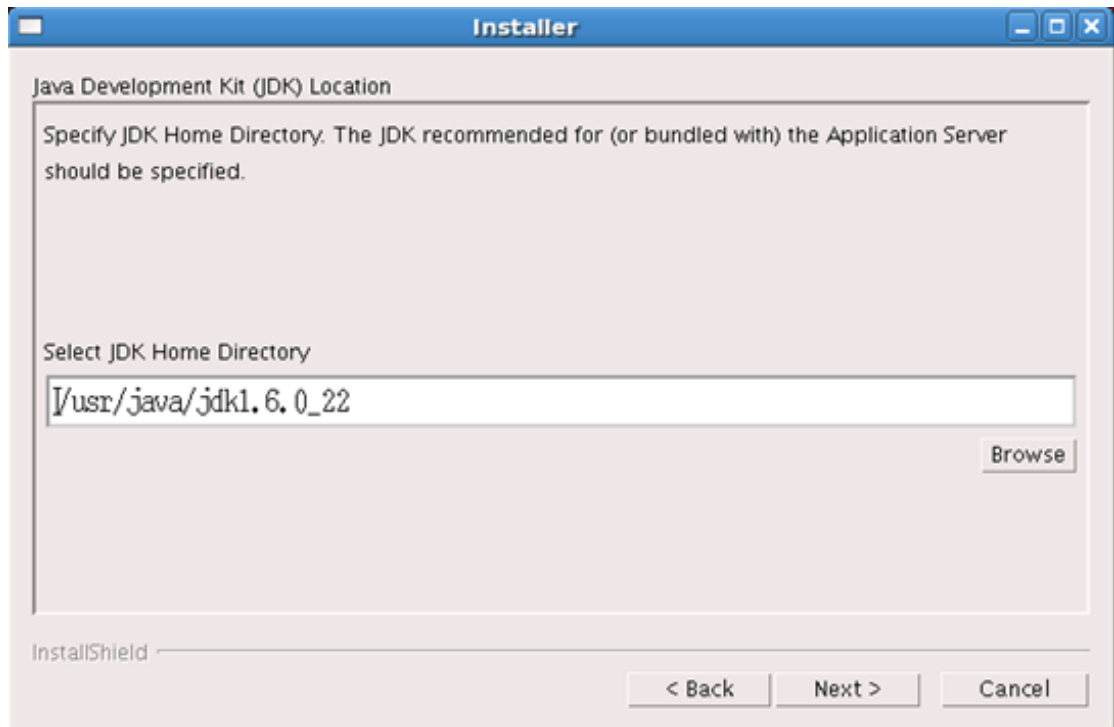 Installer
Java Development Kit (JDK) Location
Specify JDK Home Directory. The JDK recommended for (or bundled with) the Application Server
should be specified.
Select JDK Home Directory
/usr/java/jdk1.6.0_22
Browse
InstallShield
< Back Next > Cancel